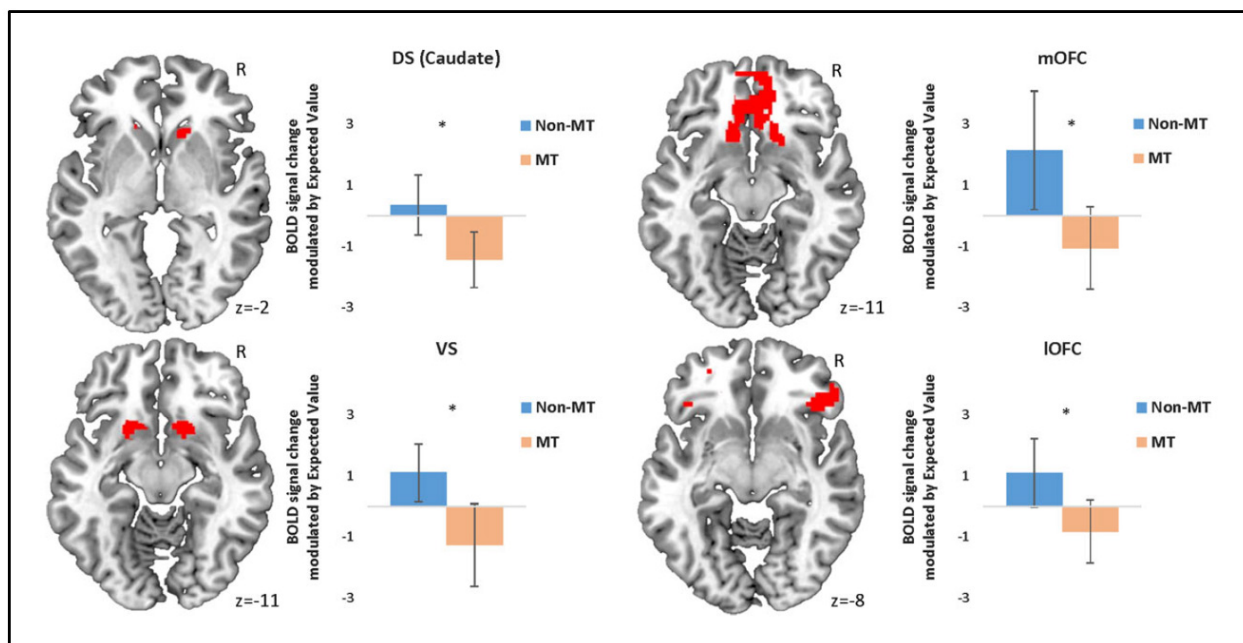 DS (Caudate)
R
BOLD signal change
modulated by Expected Value
3
1
-1
-3
*
Non-MT
MT
z=-2
mOFC
R
BOLD signal change
modulated by Expected Value
3
1
-1
-3
*
Non-MT
MT
z=-11
VS
R
BOLD signal change
modulated by Expected Value
3
1
-1
-3
*
Non-MT
MT
z=-11
lOFC
R
BOLD signal change
modulated by Expected Value
3
1
-1
-3
*
Non-MT
MT
z=-8